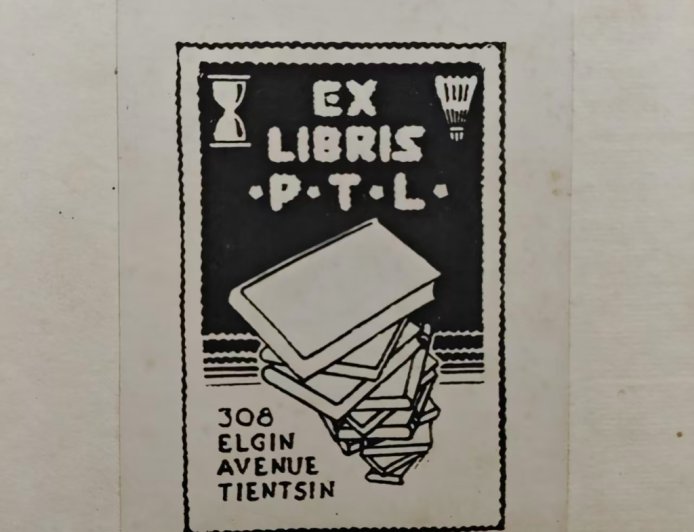 EX
LIBRIS
·P·T·L·
308
ELGIN
AVENUE
TIENTSIN